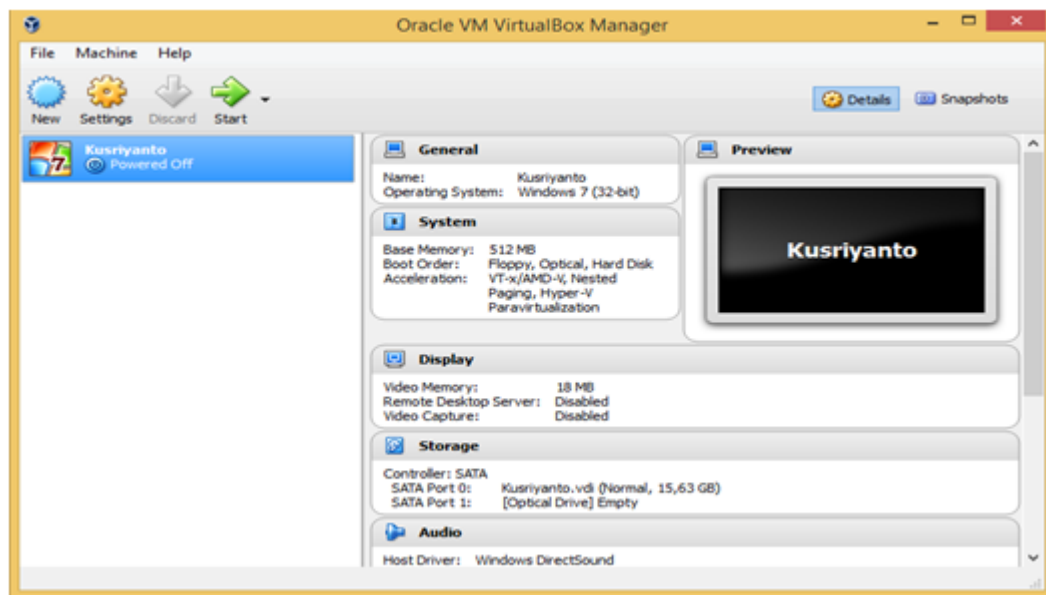 Oracle VM VirtualBox Manager
File Machine Help
New Settings Discard Start
Details Snapshots
Kusriyanto
Powered Off
General
Name: Kusriyanto
Operating System: Windows 7 (32-bit)
System
Base Memory: 512 MB
Boot Order: Floppy, Optical, Hard Disk
Acceleration: VT-x/AMD-V, Nested
Paging, Hyper-V
Paravirtualization
Preview
Kusriyanto
Display
Video Memory: 18 MB
Remote Desktop Server: Disabled
Video Capture: Disabled
Storage
Controller: SATA
SATA Port 0: Kusriyanto.vdi (Normal, 15,63 GB)
SATA Port 1: [Optical Drive] Empty
Audio
Host Driver: Windows DirectSound